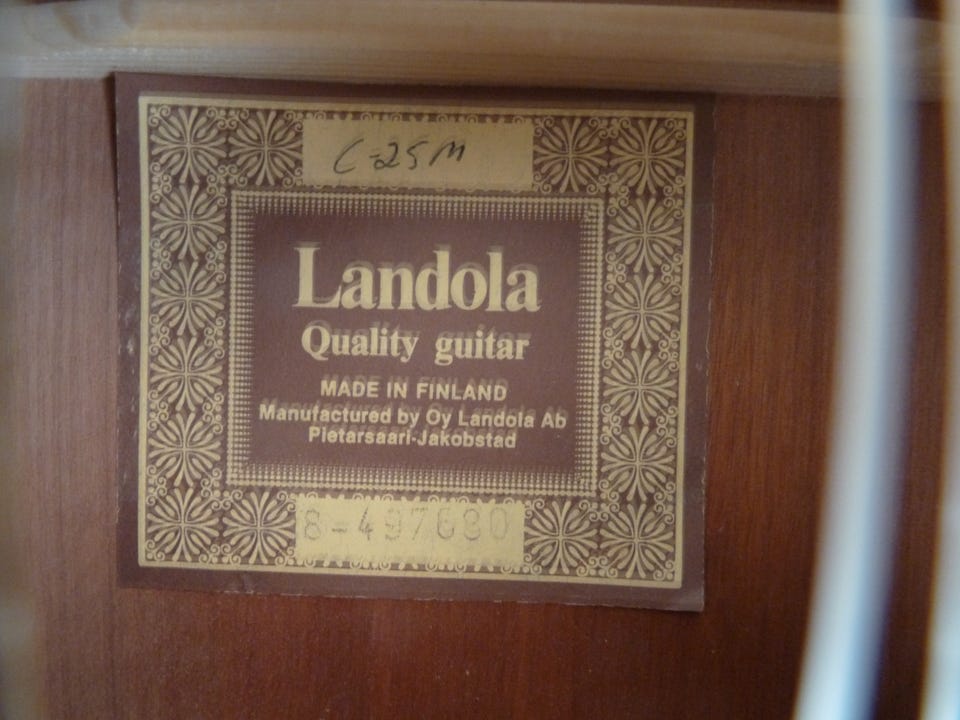 C-25M
Landola
Quality guitar
MADE IN FINLAND
Manufactured by Oy Landola Ab
Pietarsaari-Jakobstad
8-497680